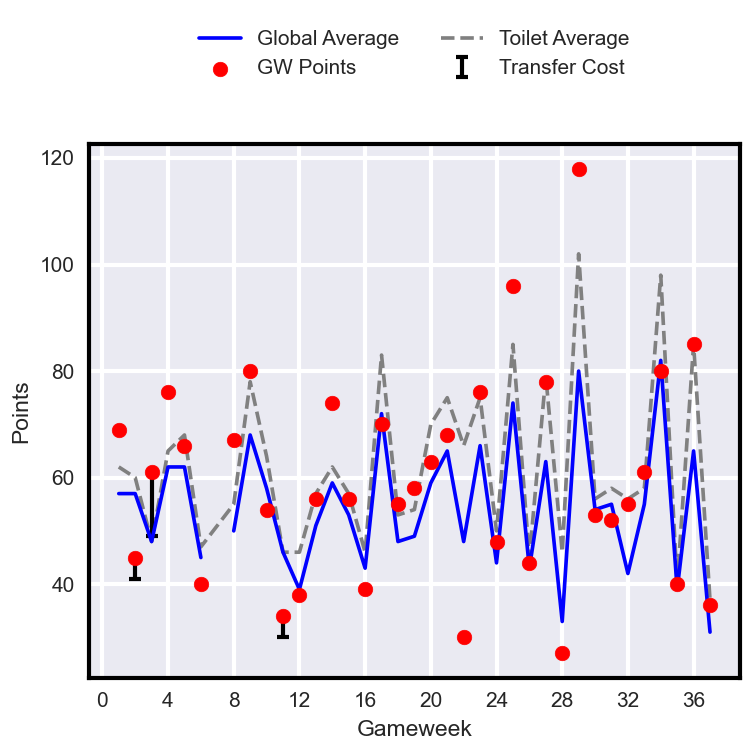 Global Average
Toilet Average
GW Points
Transfer Cost
120
100
80
60
40
Points
0 4 8 12 16 20 24 28 32 36
Gameweek